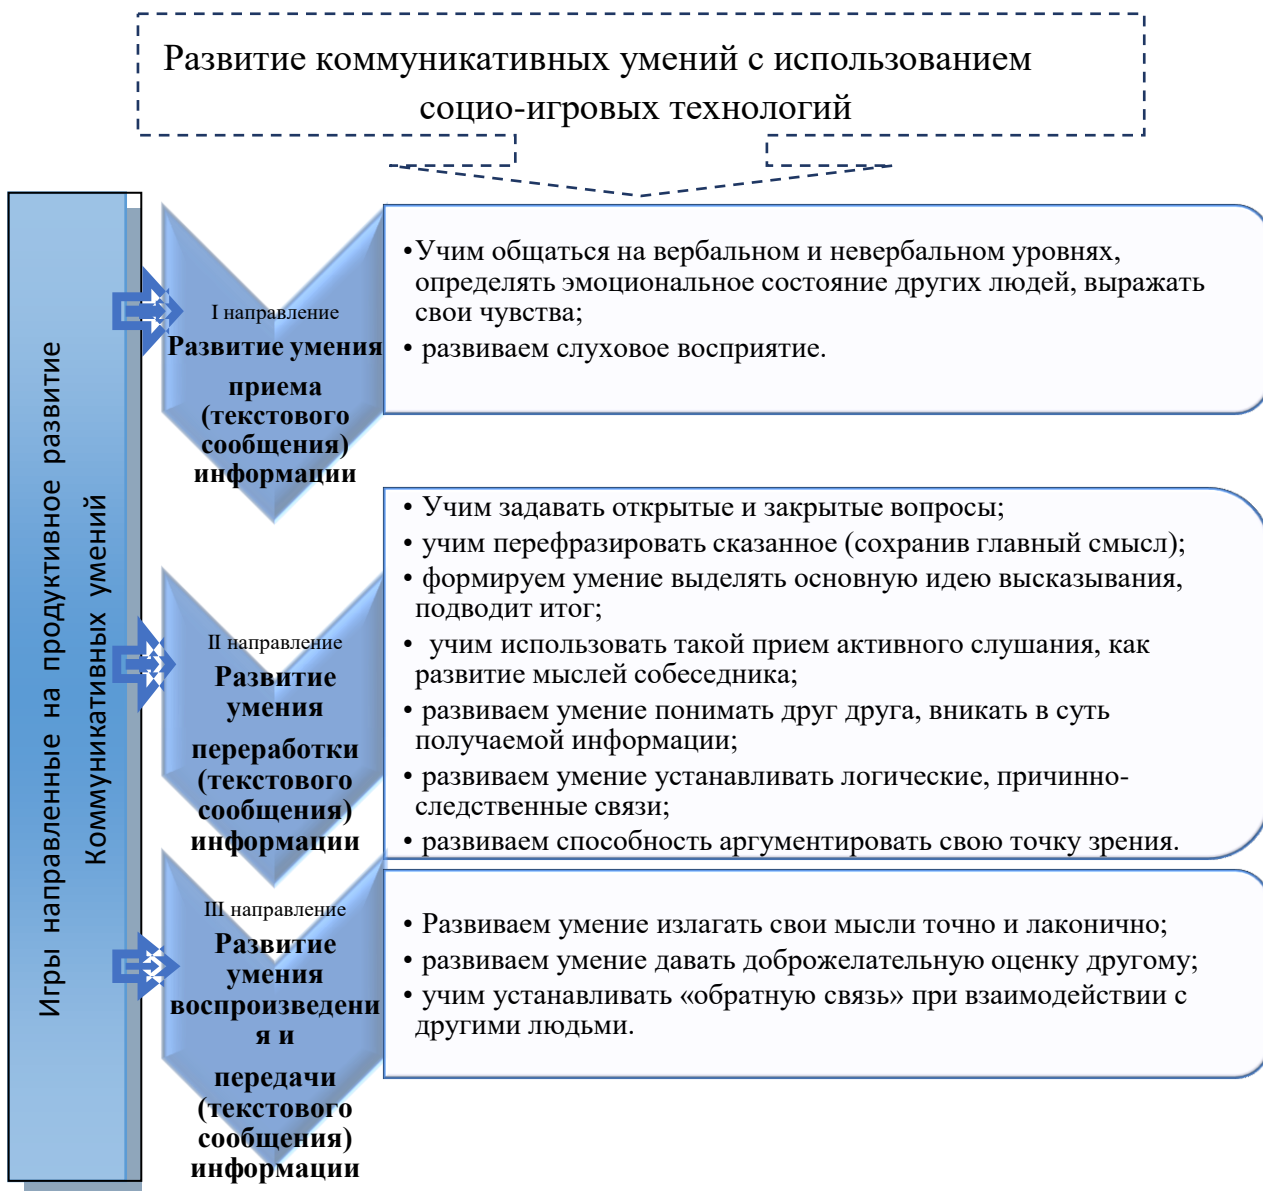 Развитие коммуникативных умений с использованием
социо-игровых технологий
Игры направленные на продуктивное развитие
Коммуникативных умений
I направление
Развитие умения
приема
(текстового
сообщения)
информации
•Учим общаться на вербальном и невербальном уровнях,
определять эмоциональное состояние других людей, выражать
свои чувства;
• развиваем слуховое восприятие.
II направление
Развитие
умения
переработки
(текстового
сообщения)
информации
• Учим задавать открытые и закрытые вопросы;
• учим перефразировать сказанное (сохранив главный смысл);
• формируем умение выделять основную идею высказывания,
подводит итог;
• учим использовать такой прием активного слушания, как
развитие мыслей собеседника;
• развиваем умение понимать друг друга, вникать в суть
получаемой информации;
• развиваем умение устанавливать логические, причинно-
следственные связи;
• развиваем способность аргументировать свою точку зрения.
III направление
Развитие
умения
воспроизведени
я и
передачи
(текстового
сообщения)
информации
• Развиваем умение излагать свои мысли точно и лаконично;
• развиваем умение давать доброжелательную оценку другому;
• учим устанавливать «обратную связь» при взаимодействии с
другими людьми.